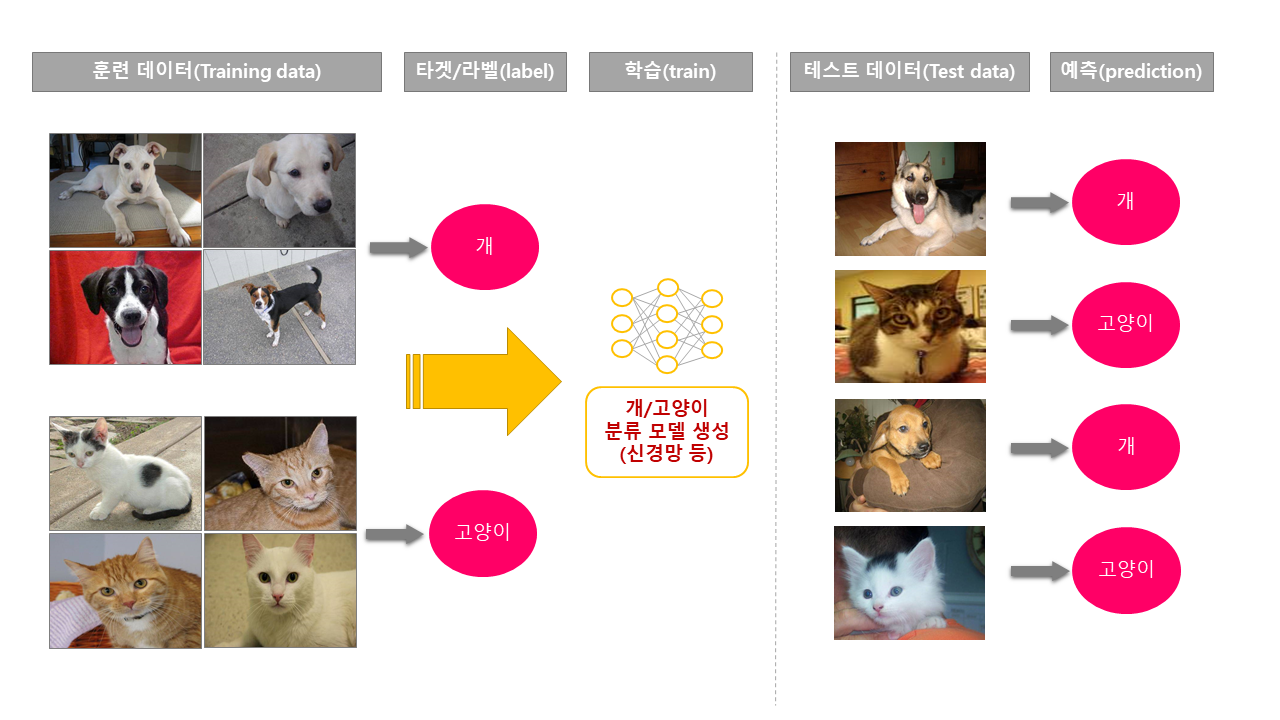 훈련 데이터(Training data)
타겟/라벨(label)
학습(train)
테스트 데이터(Test data)
예측(prediction)
개
고양이
개/고양이
분류 모델 생성
(신경망 등)
개
고양이
개
고양이